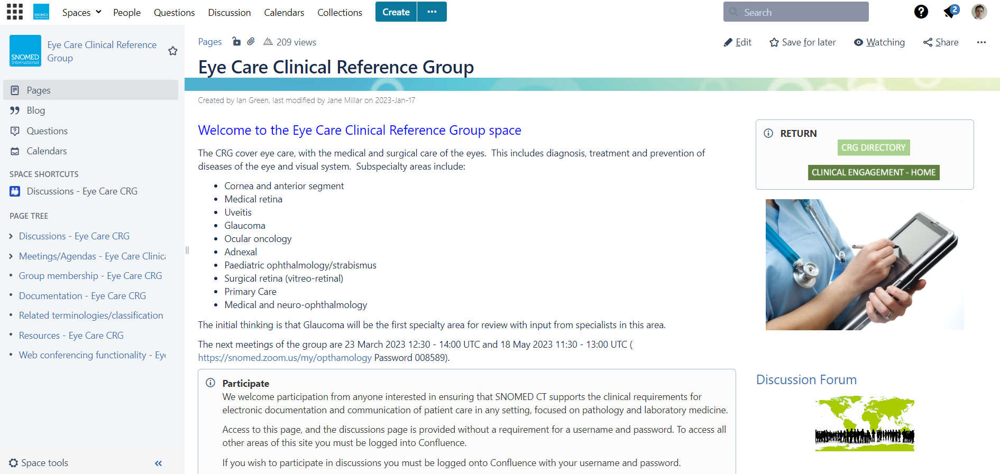 SNOMED
International
Spaces People Questions Discussion Calendars Collections Create ··· Search 2
SNOMED
International
Eye Care Clinical Reference
Group
Pages
Blog
Questions
Calendars
SPACE SHORTCUTS
Discussions - Eye Care CRG
PAGE TREE
Discussions - Eye Care CRG
Meetings/Agendas - Eye Care Clinica
Group membership - Eye Care CRG
Documentation - Eye Care CRG
Related terminologies/classification
Resources - Eye Care CRG
Web conferencing functionality - Eye
Space tools
Pages 209 views
Edit Save for later Watching Share ···
Eye Care Clinical Reference Group
Created by Ian Green, last modified by Jane Millar on 2023-Jan-17
Welcome to the Eye Care Clinical Reference Group space
The CRG cover eye care, with the medical and surgical care of the eyes. This includes diagnosis, treatment and prevention of
diseases of the eye and visual system. Subspecialty areas include:
• Cornea and anterior segment
• Medical retina
• Uveitis
• Glaucoma
• Ocular oncology
• Adnexal
• Paediatric ophthalmology/strabismus
• Surgical retina (vitreo-retinal)
• Primary Care
• Medical and neuro-ophthalmology
The initial thinking is that Glaucoma will be the first specialty area for review with input from specialists in this area.
The next meetings of the group are 23 March 2023 12:30 - 14:00 UTC and 18 May 2023 11:30 - 13:00 UTC (
https://snomed.zoom.us/my/opthamology Password 008589).
Participate
We welcome participation from anyone interested in ensuring that SNOMED CT supports the clinical requirements for
electronic documentation and communication of patient care in any setting, focused on pathology and laboratory medicine.
Access to this page, and the discussions page is provided without a requirement for a username and password. To access all
other areas of this site you must be logged into Confluence.
If you wish to participate in discussions you must be logged onto Confluence with your username and password.
RETURN
CRG DIRECTORY
CLINICAL ENGAGEMENT - HOME
Discussion Forum